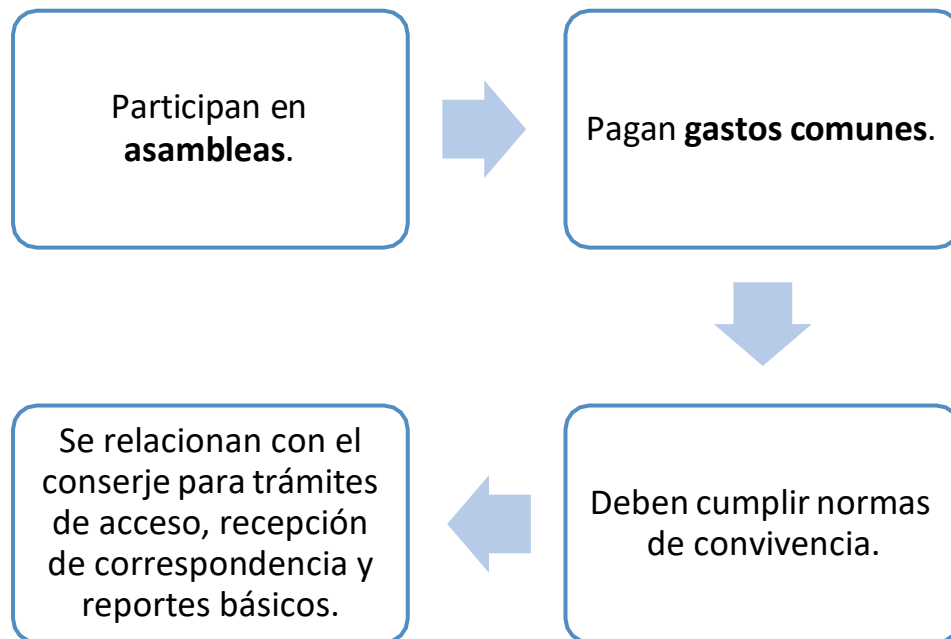 Participan en
asambleas.
Pagan gastos comunes.
Deben cumplir normas
de convivencia.
Se relacionan con el
conserje para trámites
de acceso, recepción
de correspondencia y
reportes básicos.